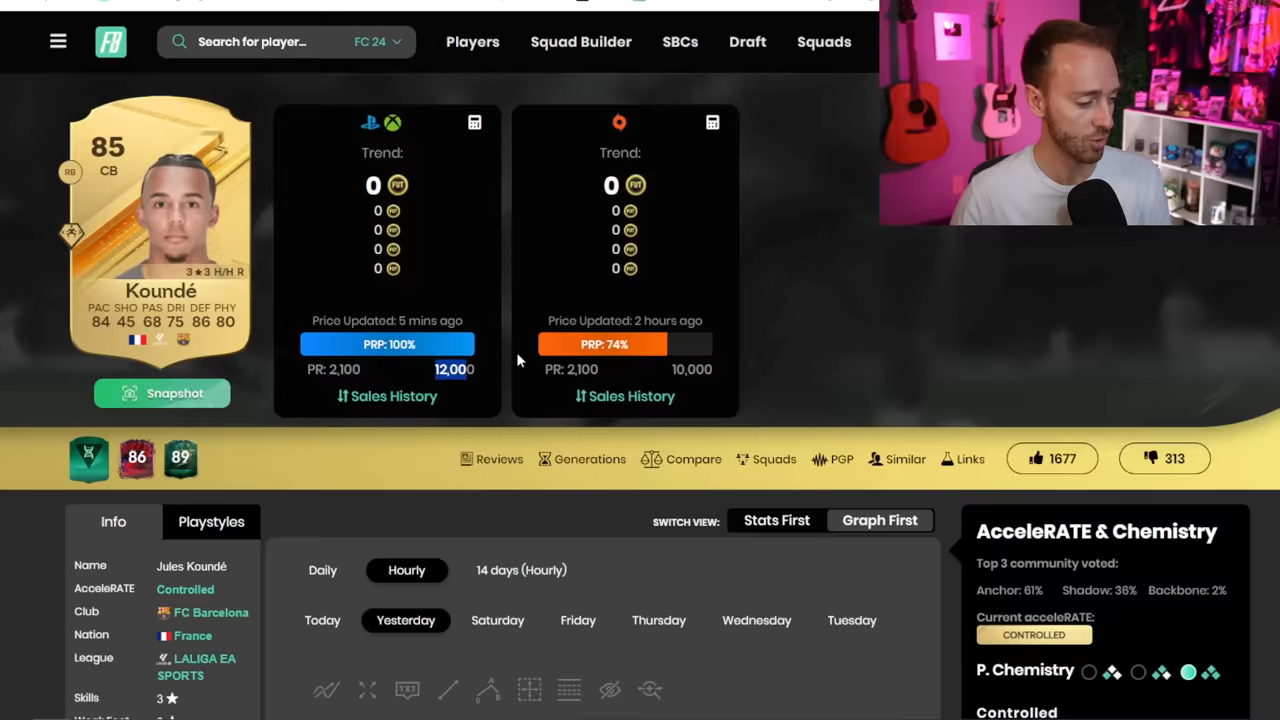 FB
Search for player...
FC 24
Players
Squad Builder
SBCs
Draft
Squads
85
CB
RB
3★3 H/H R
Koundé
PAC SHO PAS DRI DEF PHY
84 45 68 75 86 80
Trend:
0 FUT
0
0
0
0
Price Updated: 5 mins ago
PRP: 100%
PR: 2,100
12,000
Sales History
Trend:
0 FUT
0
0
0
0
Price Updated: 2 hours ago
PRP: 74%
PR: 2,100
10,000
Sales History
Snapshot
86
89
Reviews
Generations
Compare
Squads
PGP
Similar
Links
1677
313
Info
Playstyles
Name
Jules Koundé
AcceleRATE
Controlled
Club
FC Barcelona
Nation
France
League
LALIGA EA
SPORTS
Skills
3★
SWITCH VIEW:
Stats First
Graph First
Daily
Hourly
14 days (Hourly)
Today
Yesterday
Saturday
Friday
Thursday
Wednesday
Tuesday
TXT
AcceleRATE & Chemistry
Top 3 community voted:
Anchor: 61%
Shadow: 36%
Backbone: 2%
Current acceleRATE:
CONTROLLED
P. Chemistry
Controlled